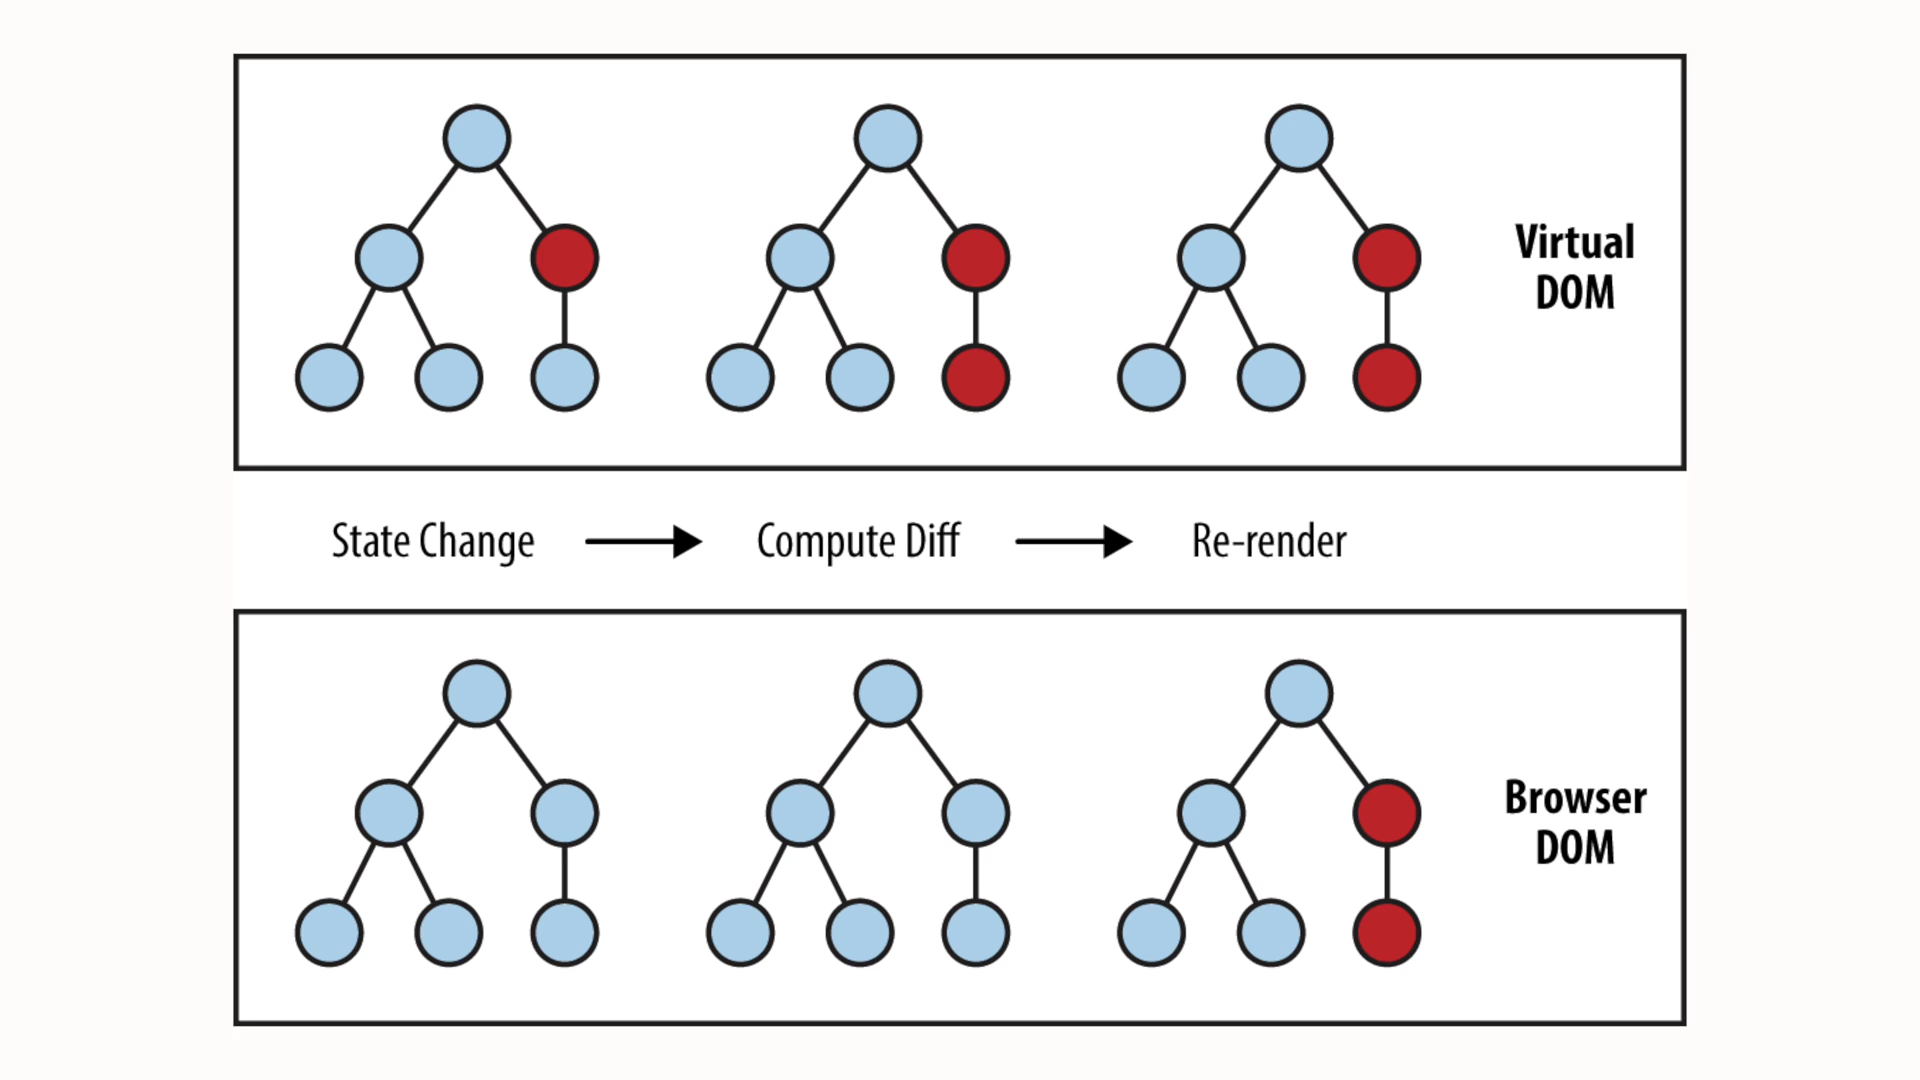 Virtual
DOM
State Change
Compute Diff
Re-render
Browser
DOM